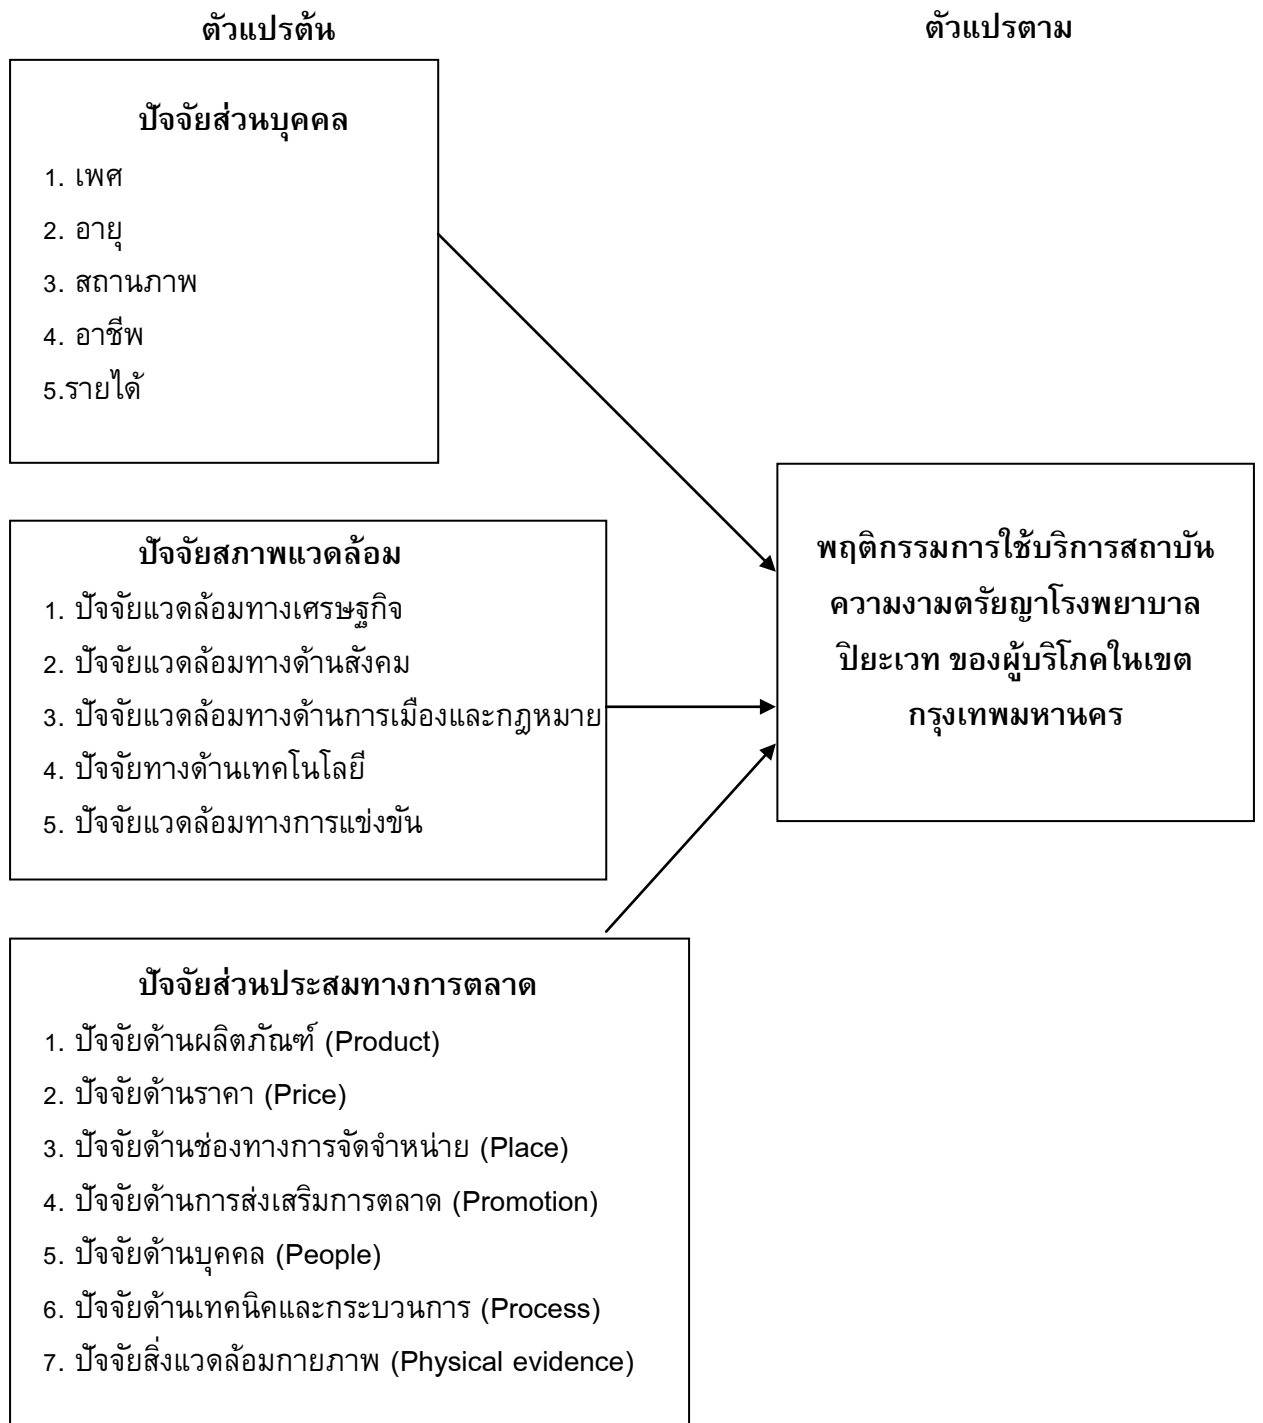 ตัวแปรต้น
ตัวแปรตาม
ปัจจัยส่วนบุคคล
1. เพศ
2. อายุ
3. สถานภาพ
4. อาชีพ
5.รายได้
ปัจจัยสภาพแวดล้อม
1. ปัจจัยแวดล้อมทางเศรษฐกิจ
2. ปัจจัยแวดล้อมทางด้านสังคม
3. ปัจจัยแวดล้อมทางด้านการเมืองและกฎหมาย
4. ปัจจัยทางด้านเทคโนโลยี
5. ปัจจัยแวดล้อมทางการแข่งขัน
พฤติกรรมการใช้บริการสถาบัน
ความงามตรัยญาโรงพยาบาล
ปิยะเวท ของผู้บริโภคในเขต
กรุงเทพมหานคร
ปัจจัยส่วนประสมทางการตลาด
1. ปัจจัยด้านผลิตภัณฑ์ (Product)
2. ปัจจัยด้านราคา (Price)
3. ปัจจัยด้านช่องทางการจัดจำหน่าย (Place)
4. ปัจจัยด้านการส่งเสริมการตลาด (Promotion)
5. ปัจจัยด้านบุคคล (People)
6. ปัจจัยด้านเทคนิคและกระบวนการ (Process)
7. ปัจจัยสิ่งแวดล้อมกายภาพ (Physical evidence)